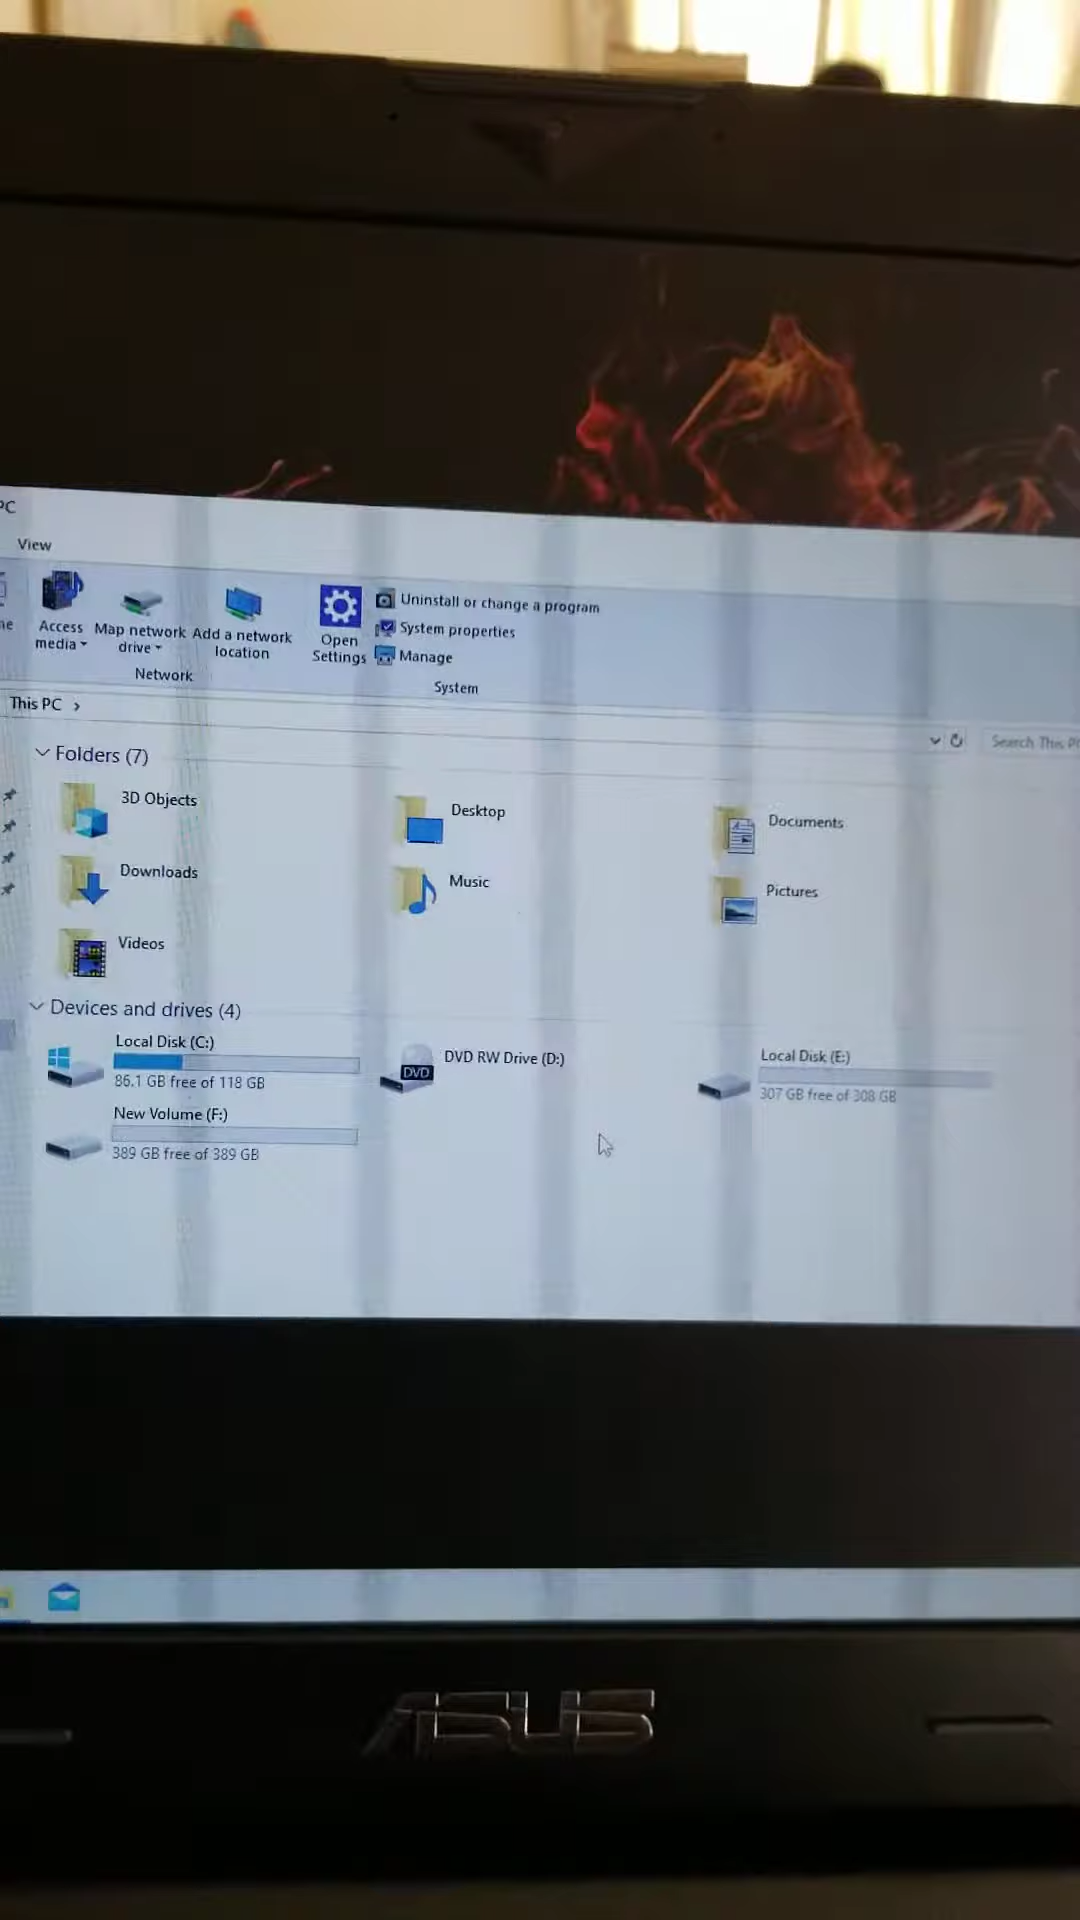 PC
View
Access media
Map network drive
Add a network location
Open Settings
Uninstall or change a program
System properties
Manage
Network
System
This PC
Search This
Folders (7)
3D Objects
Desktop
Documents
Downloads
Music
Pictures
Videos
Devices and drives (4)
Local Disk (C:)
86.1 GB free of 118 GB
DVD RW Drive (D:)
DVD
Local Disk (E:)
307 GB free of 308 GB
New Volume (F:)
389 GB free of 389 GB
ASUS